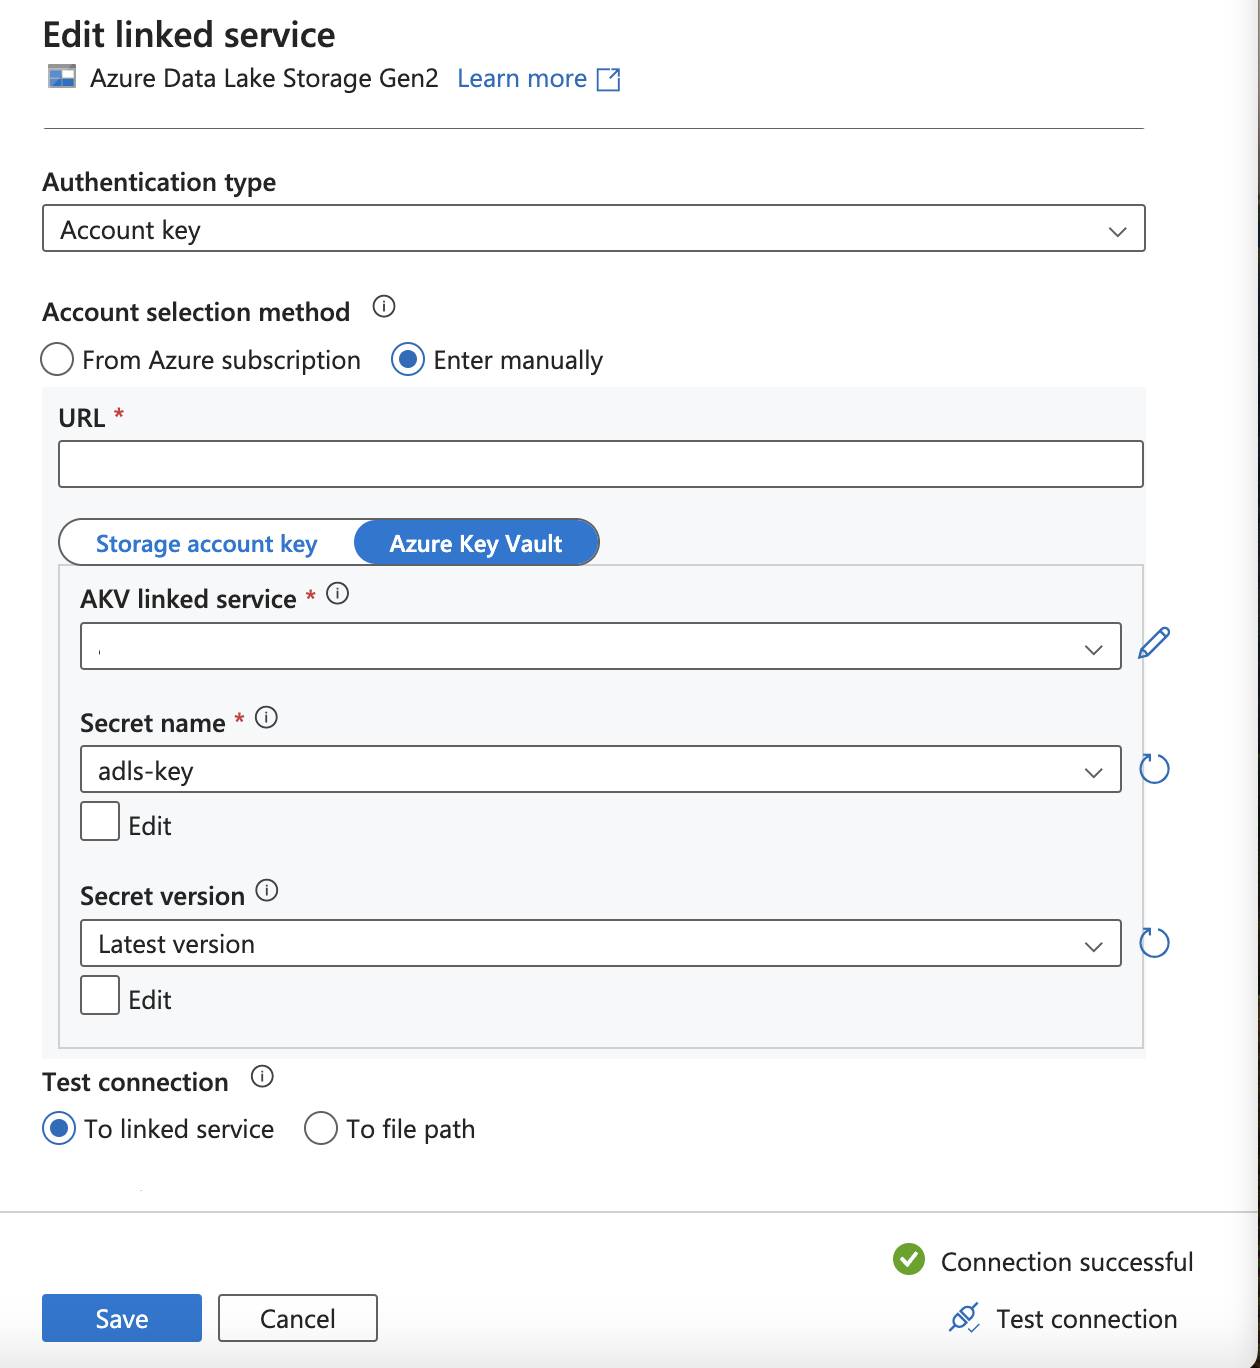 Edit linked service
Azure Data Lake Storage Gen2 Learn more
Authentication type
Account key
Account selection method
From Azure subscription Enter manually
URL *
Storage account key Azure Key Vault
AKV linked service *
Secret name *
adls-key
Edit
Secret version
Latest version
Edit
Test connection
To linked service To file path
Connection successful
Save Cancel Test connection